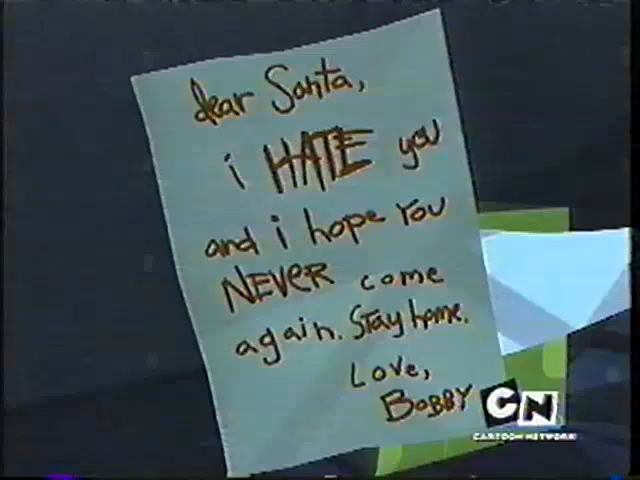 dear Santa,
i HATE you
and i hope You
NEVeR come
again. Stay home.
Love,
BoBBY
CN
CARTOON NETWORK